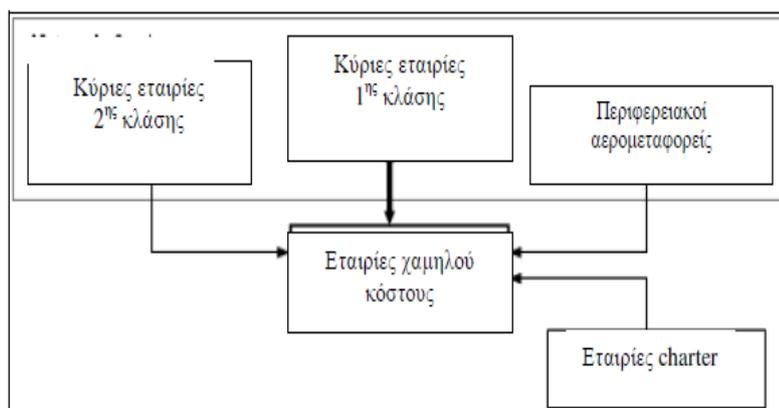 Κύριες εταιρίες
2ης κλάσης
Κύριες εταιρίες
1ης κλάσης
Περιφερειακοί
αερομεταφορείς
Εταιρίες χαμηλού
κόστους
Εταιρίες charter